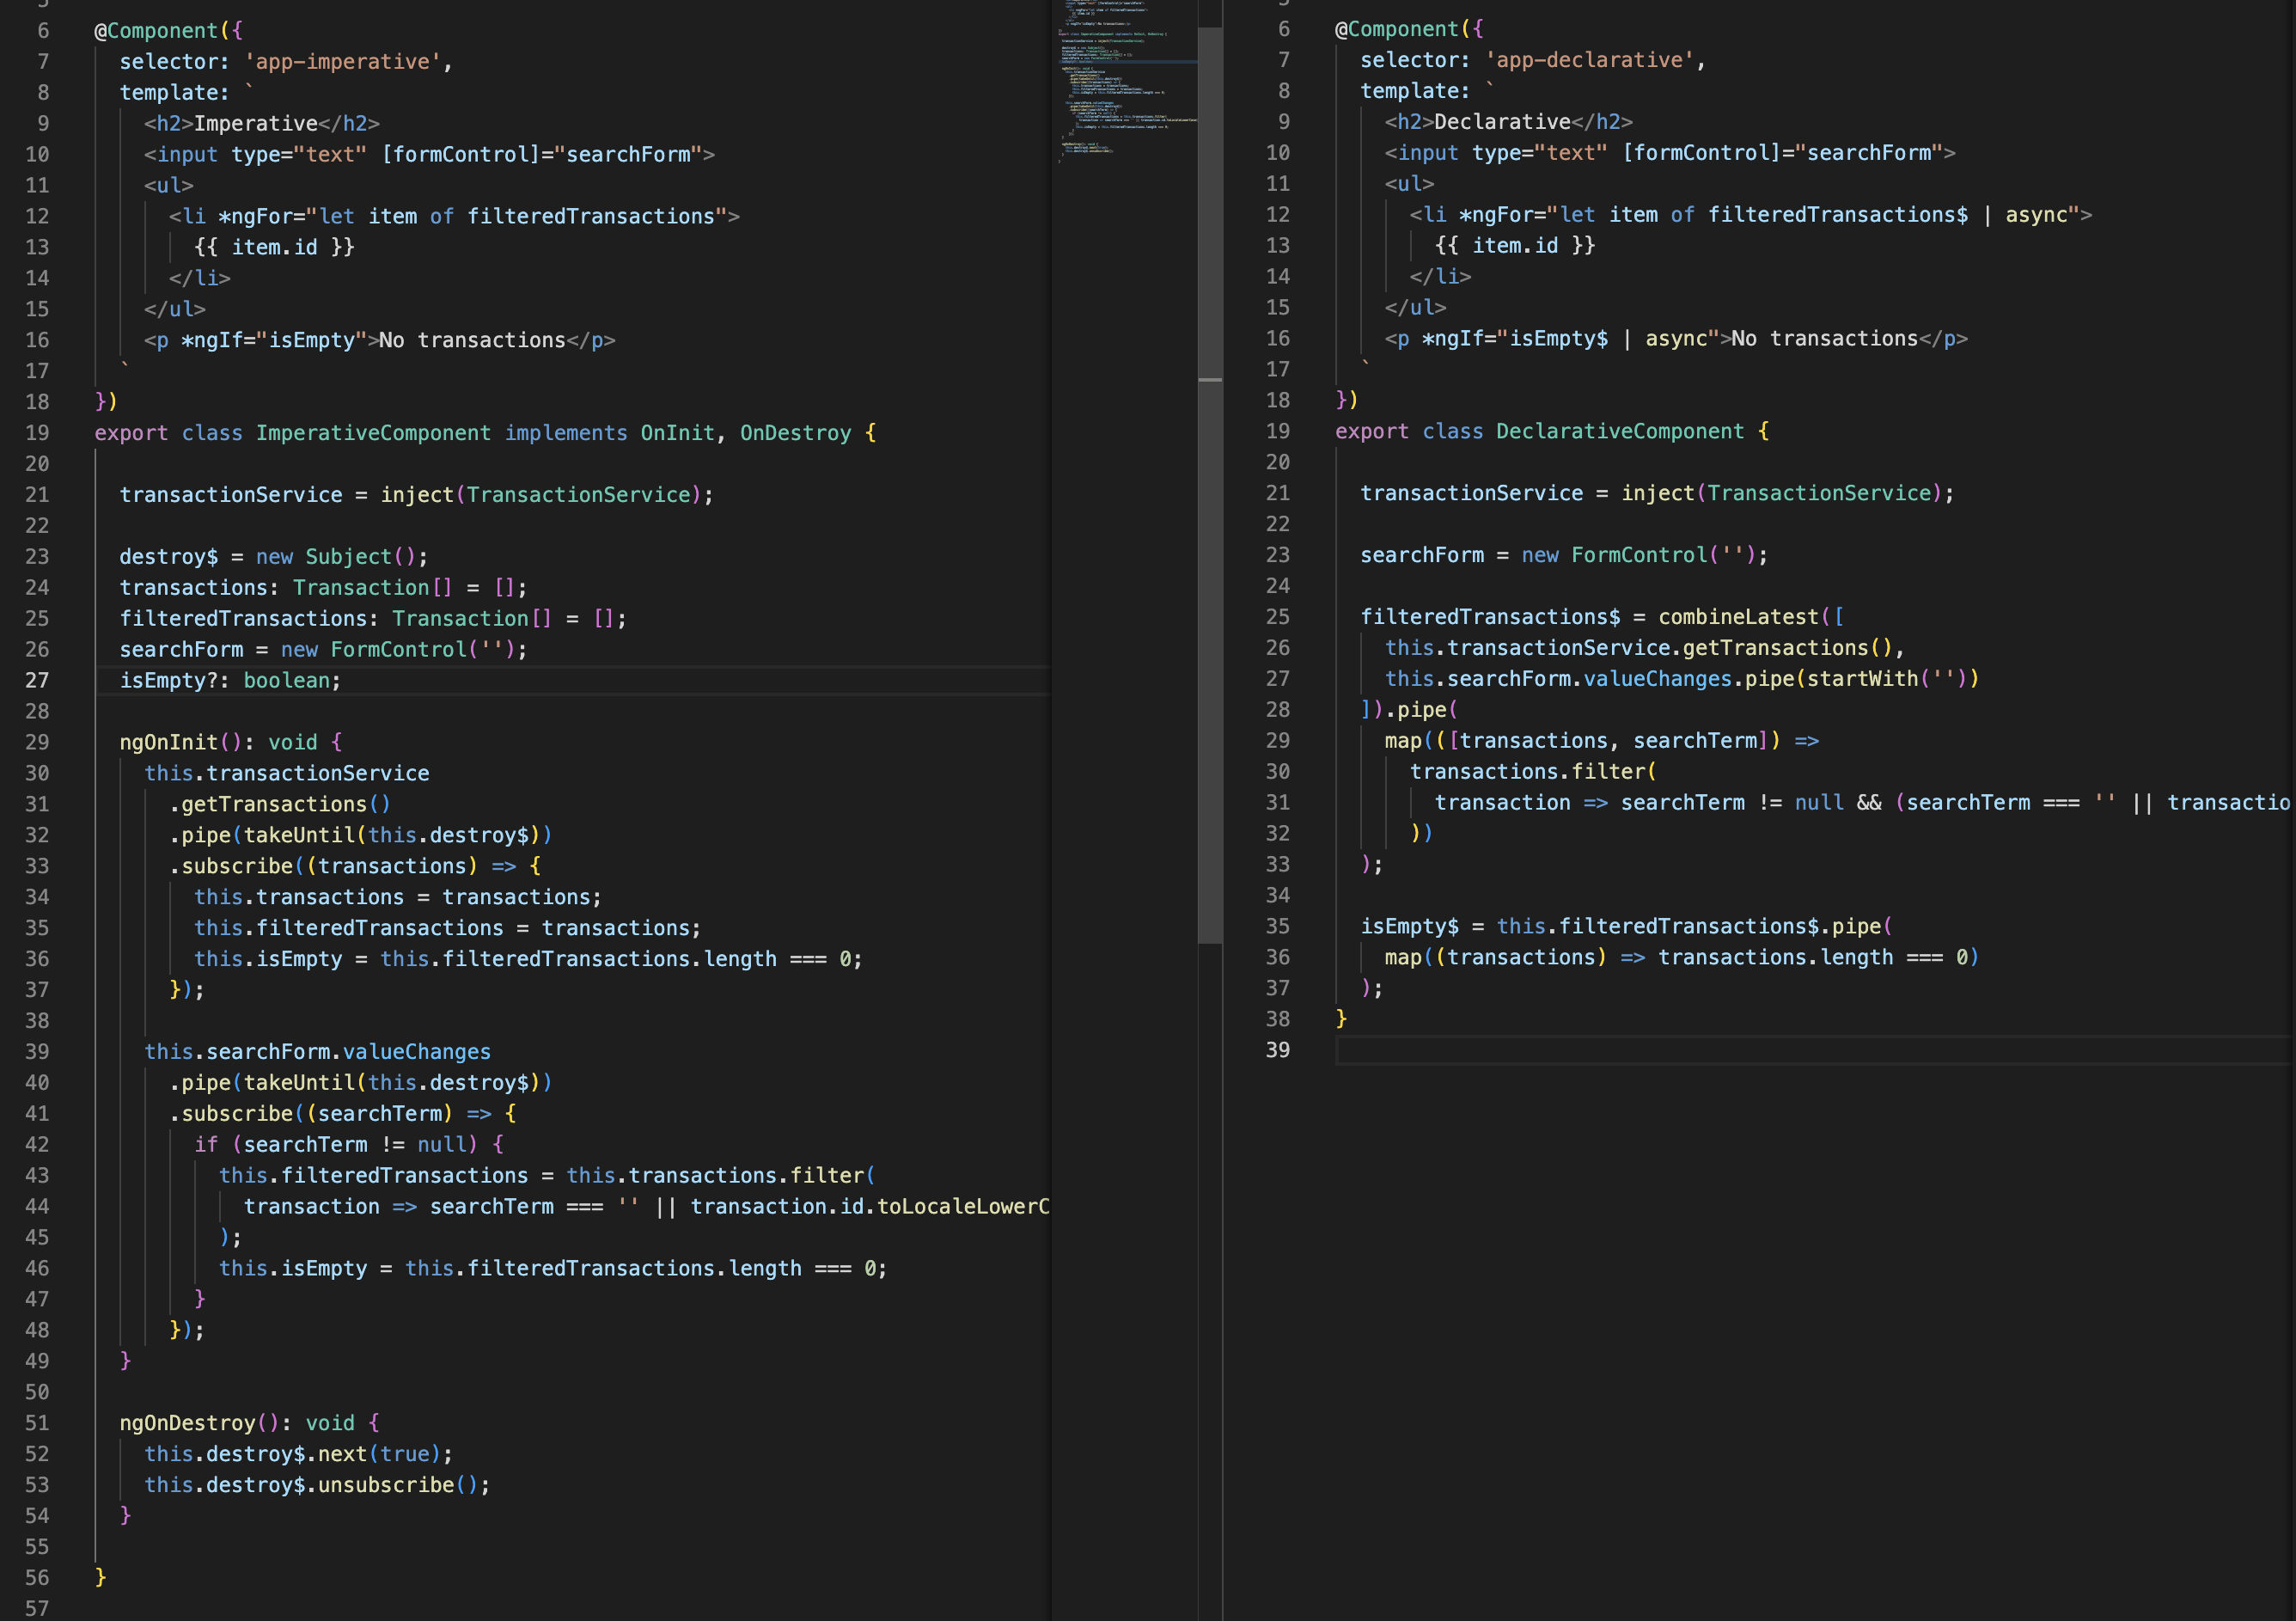 6 @Component({
7 selector: 'app-imperative',
8 template: `
9 <h2>Imperative</h2>
10 <input type="text" [formControl]="searchForm">
11 <ul>
12 <li *ngFor="let item of filteredTransactions">
13 {{ item.id }}
14 </li>
15 </ul>
16 <p *ngIf="isEmpty">No transactions</p>
17 `
18 })
19 export class ImperativeComponent implements OnInit, OnDestroy {
20
21 transactionService = inject(TransactionService);
22
23 destroy$ = new Subject();
24 transactions: Transaction[] = [];
25 filteredTransactions: Transaction[] = [];
26 searchForm = new FormControl('');
27 isEmpty?: boolean;
28
29 ngOnInit(): void {
30 this.transactionService
31 .getTransactions()
32 .pipe(takeUntil(this.destroy$))
33 .subscribe((transactions) => {
34 this.transactions = transactions;
35 this.filteredTransactions = transactions;
36 this.isEmpty = this.filteredTransactions.length === 0;
37 });
38
39 this.searchForm.valueChanges
40 .pipe(takeUntil(this.destroy$))
41 .subscribe((searchTerm) => {
42 if (searchTerm != null) {
43 this.filteredTransactions = this.transactions.filter(
44 transaction => searchTerm === '' || transaction.id.toLocaleLowerC
45 );
46 this.isEmpty = this.filteredTransactions.length === 0;
47 }
48 });
49 }
50
51 ngOnDestroy(): void {
52 this.destroy$.next(true);
53 this.destroy$.unsubscribe();
54 }
55
56 }
57
6 @Component({
7 selector: 'app-declarative',
8 template: `
9 <h2>Declarative</h2>
10 <input type="text" [formControl]="searchForm">
11 <ul>
12 <li *ngFor="let item of filteredTransactions$ | async">
13 {{ item.id }}
14 </li>
15 </ul>
16 <p *ngIf="isEmpty$ | async">No transactions</p>
17 `
18 })
19 export class DeclarativeComponent {
20
21 transactionService = inject(TransactionService);
22
23 searchForm = new FormControl('');
24
25 filteredTransactions$ = combineLatest([
26 this.transactionService.getTransactions(),
27 this.searchForm.valueChanges.pipe(startWith(''))
28 ]).pipe(
29 map(([transactions, searchTerm]) =>
30 transactions.filter(
31 transaction => searchTerm != null && (searchTerm === '' || transactio
32 ))
33 );
34
35 isEmpty$ = this.filteredTransactions$.pipe(
36 map((transactions) => transactions.length === 0)
37 );
38 }
39